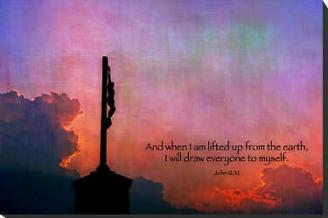 And when I am lifted up from the earth,
I will draw everyone to myself.
John 12:32